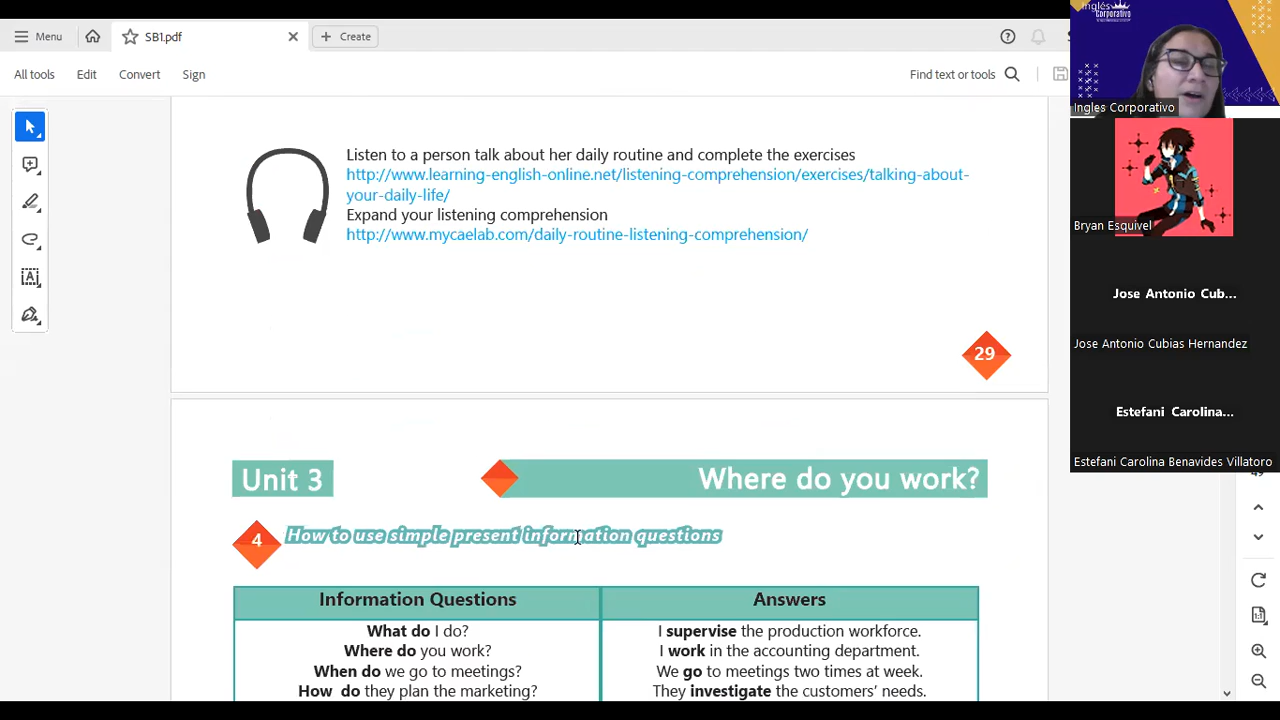 Menu
SB1.pdf
Create
All tools
Edit
Convert
Sign
Find text or tools
Listen to a person talk about her daily routine and complete the exercises
http://www.learning-english-online.net/listening-comprehension/exercises/talking-about-
your-daily-life/
Expand your listening comprehension
http://www.mycaelab.com/daily-routine-listening-comprehension/
29
Unit 3
Where do you work?
4
How to use simple present information questions
Information Questions
Answers
What do I do?
I supervise the production workforce.
Where do you work?
I work in the accounting department.
When do we go to meetings?
We go to meetings two times at week.
How do they plan the marketing?
They investigate the customers' needs.
Inglés
corporativo
Ingles Corporativo
Bryan Esquivel
Jose Antonio Cub...
Jose Antonio Cubias Hernandez
Estefani Carolina...
Estefani Carolina Benavides Villatoro